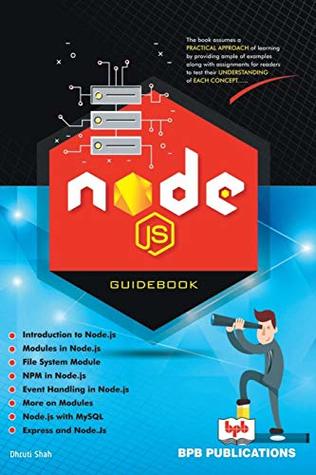 The book assumes a
PRACTICAL APPROACH of learning
by providing ample of examples
along with assignments for readers
to test their UNDERSTANDING
of EACH CONCEPT.....
node
JS
GUIDEBOOK
Introduction to Node.js
Modules in Node.js
File System Module
NPM in Node.js
Event Handling in Node.js
More on Modules
Node.js with MySQL
Express and Node.Js
Dhruti Shah
bpb
BPB PUBLICATIONS